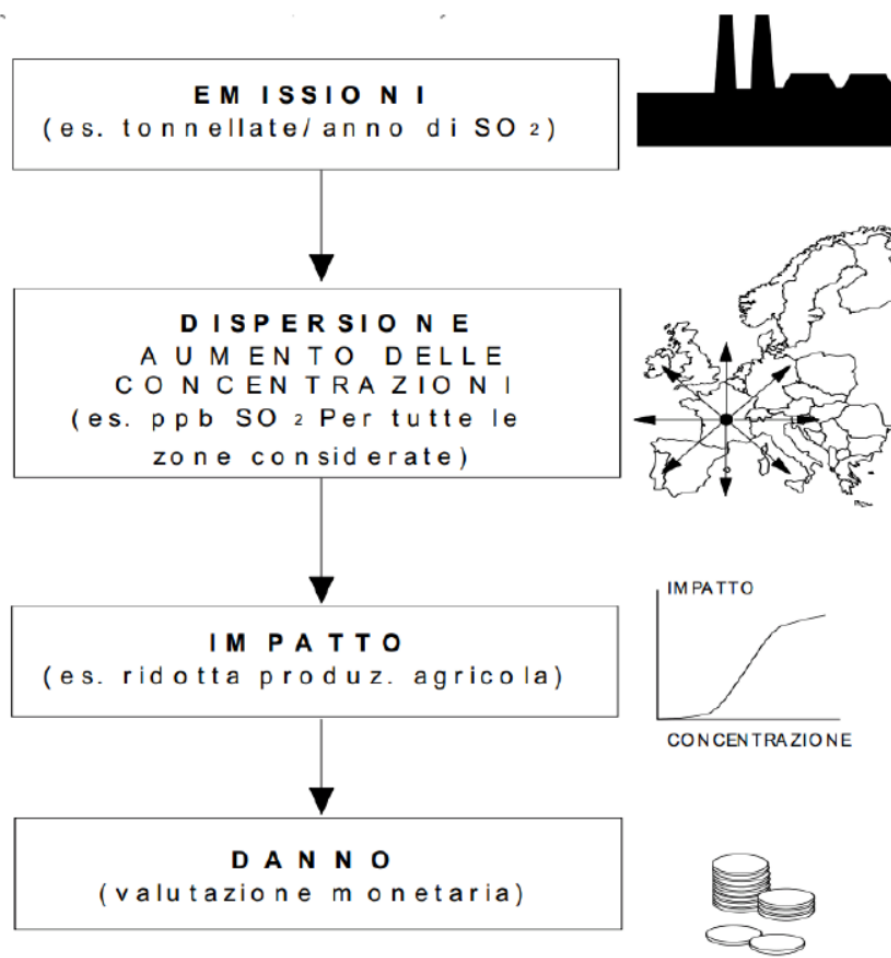 EMISSIONI
(es. tonnellate/anno di SO2)
DISPERSIONE
AUMENTO DELLE
CONCENTRAZIONI
(es. ppb SO2 Per tutte le
zone considerate)
IMPATTO
(es. ridotta produz. agricola)
IMPATTO
CONCENTRAZIONE
DANNO
(valutazione monetaria)